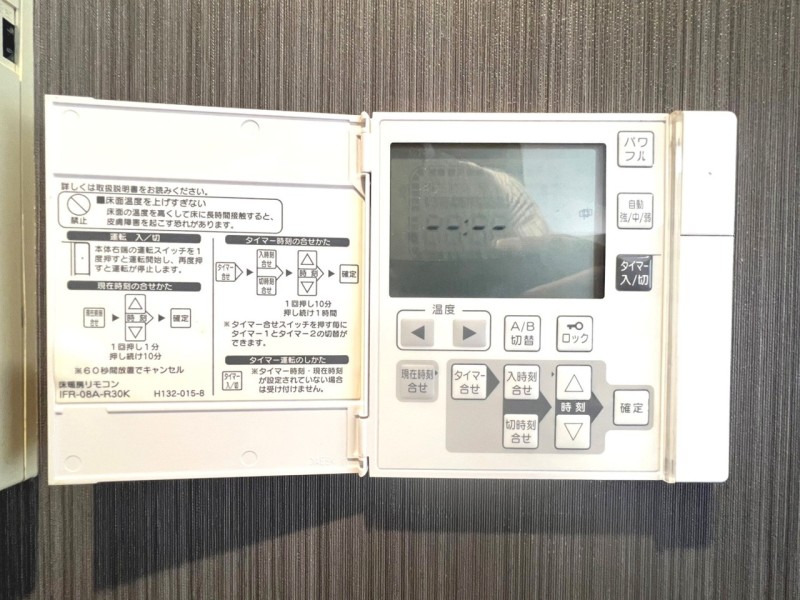 詳しくは取扱説明書をお読みください。
禁止
■床面温度を上げすぎない
床面の温度を高くして床に長時間接触すると、
皮膚障害を起こす恐れがあります。
運転 入/切
本体右端の運転スイッチを1
度押すと運転開始し、再度押
すと運転が停止します。
現在時刻の合せかた
現在時刻
合せ
時刻
確定
1回押し1分
押し続け10分
※60秒間放置でキャンセル
床暖房リモコン
IFR-08A-R30K
H132-015-8
タイマー時刻の合せかた
タイマー
合せ
入時刻
合せ
切時刻
合せ
時刻
確定
1回押し10分
押し続け1時間
※タイマー合せスイッチを押す毎に
タイマー1とタイマー2の切替が
できます。
タイマー運転のしかた
タイマー
入/切
※タイマー時刻・現在時刻
が設定されていない場合
は受け付けません。
--:--
パワ
フル
自動
強/中/弱
タイマー
入/切
温度
A/B
切替
ロック
現在時刻
合せ
タイマー
合せ
入時刻
合せ
切時刻
合せ
時刻
確定